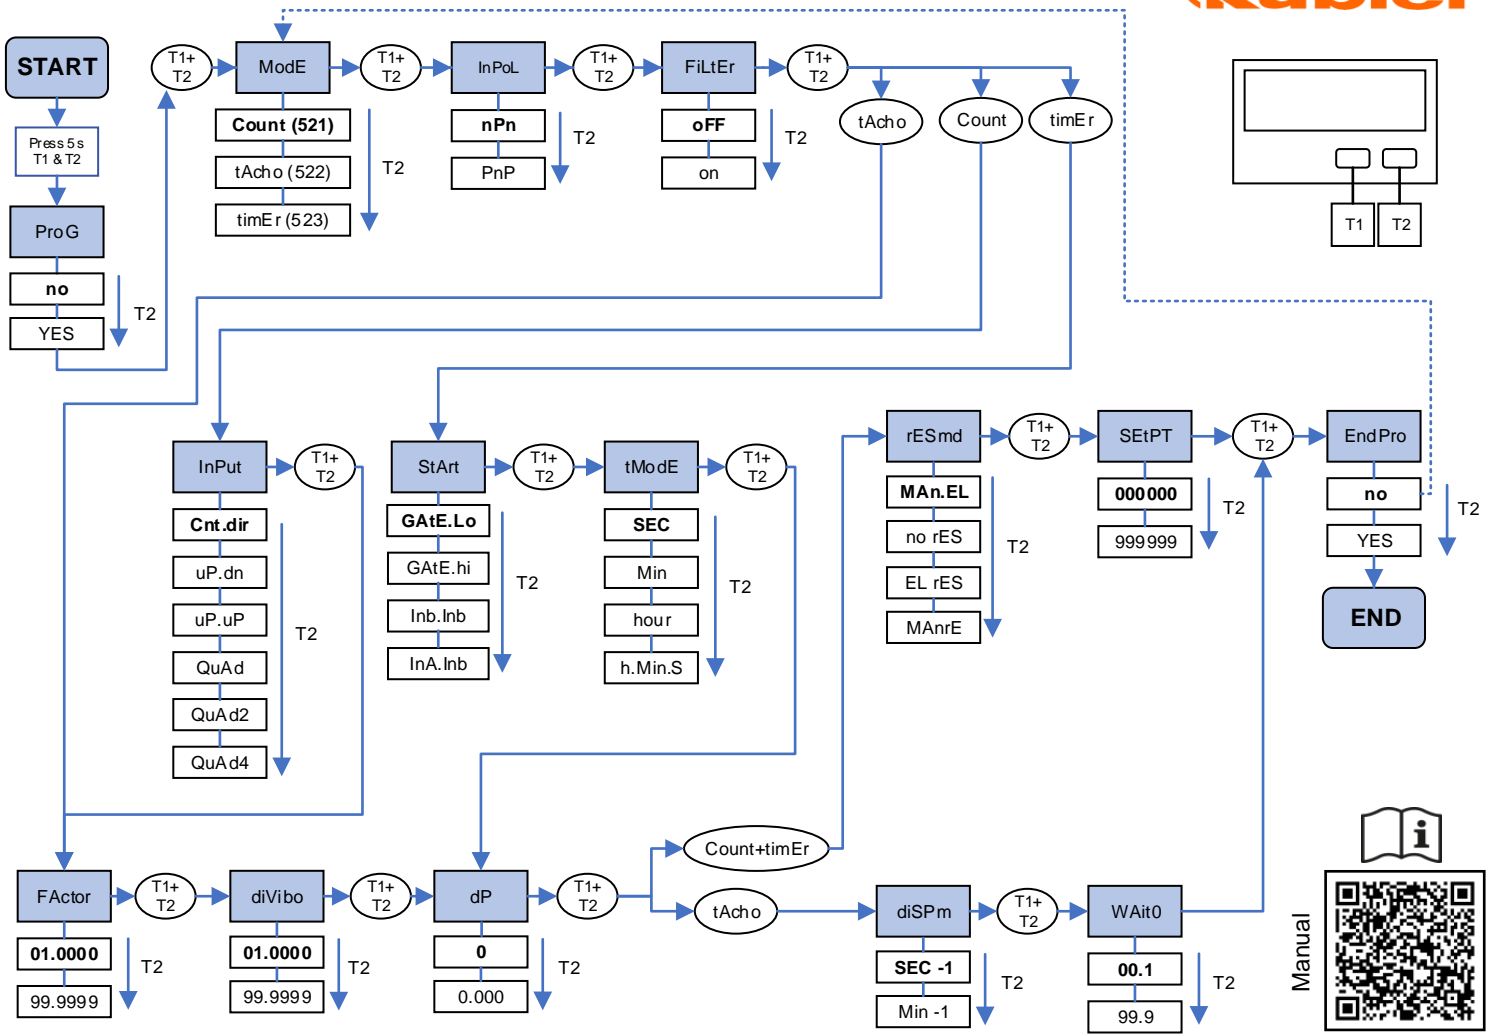 Kübler
START
Press 5 s
T1 & T2
ProG
no
YES
T2
T1+
T2
ModE
Count (521)
tAcho (522)
timEr (523)
T2
T1+
T2
InPoL
nPn
PnP
T2
T1+
T2
FiLtEr
oFF
on
T2
T1+
T2
tAcho
Count
timEr
T1
T2
InPut
Cnt.dir
uP.dn
uP.uP
QuAd
QuAd2
QuAd4
T2
T1+
T2
StArt
GAtE.Lo
GAtE.hi
Inb.Inb
InA.Inb
T2
T1+
T2
tModE
SEC
Min
hour
h.Min.S
T2
T1+
T2
rESmd
MAn.EL
no rES
EL rES
MAnrE
T2
T1+
T2
SEtPT
000000
999999
T2
T1+
T2
EndPro
no
YES
T2
END
FActor
01.0000
99.9999
T2
T1+
T2
diVibo
01.0000
99.9999
T2
T1+
T2
dP
0
0.000
T2
T1+
T2
Count+timEr
tAcho
diSPm
SEC -1
Min -1
T2
T1+
T2
WAit0
00.1
99.9
T2
i
Manual